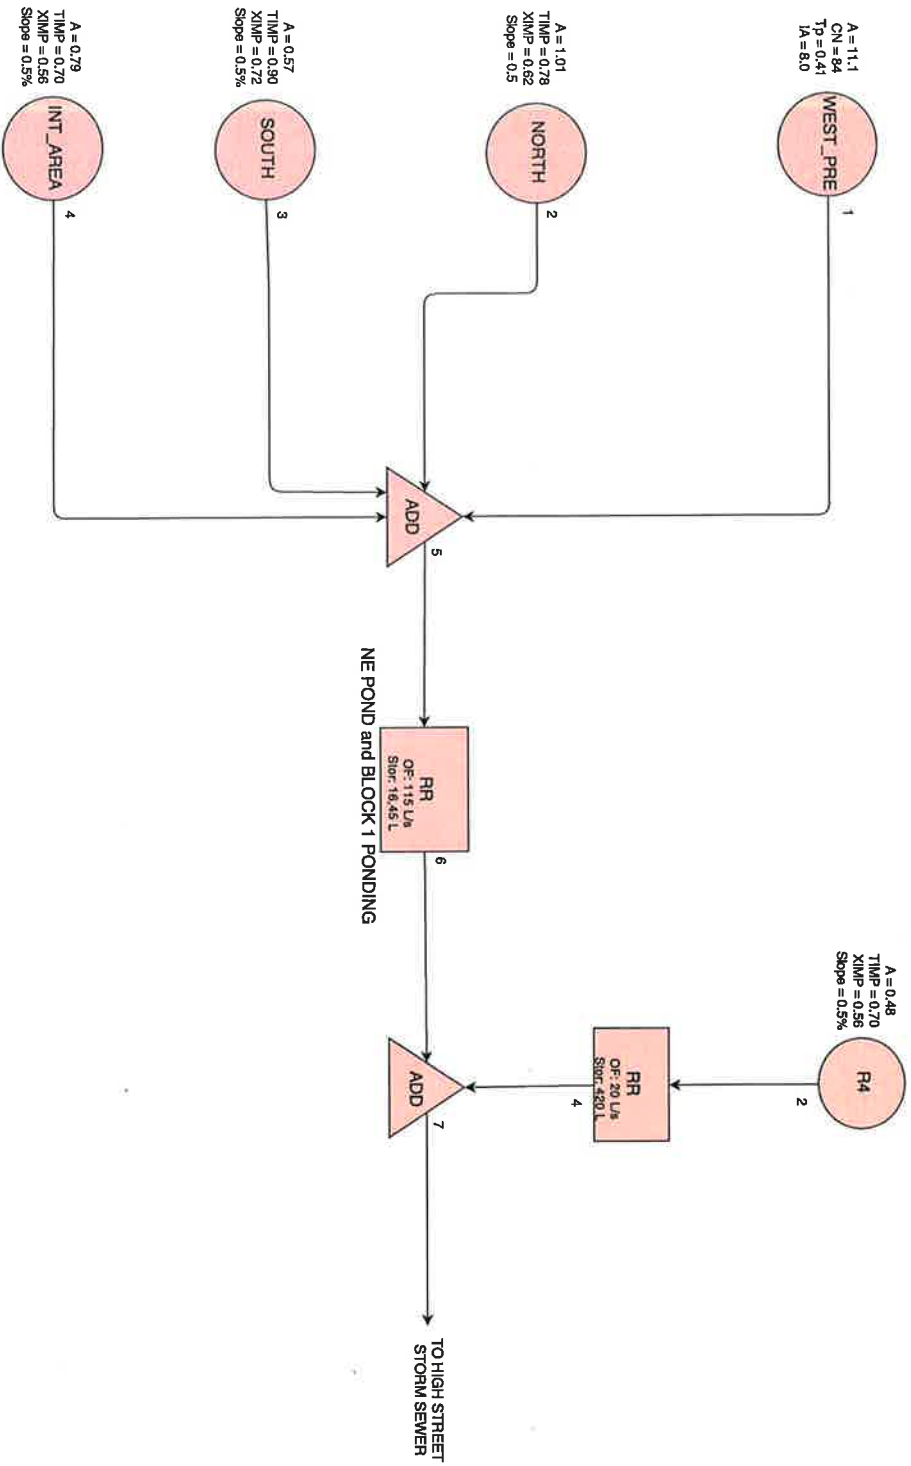 A = 11.1
CN = 84
Tp = 0.41
IA = 8.0
WEST_PRE
1
A = 1.01
TIMP = 0.78
XIMP = 0.62
Slope = 0.5
NORTH
2
A = 0.57
TIMP = 0.90
XIMP = 0.72
Slope = 0.5%
SOUTH
3
A = 0.79
TIMP = 0.70
XIMP = 0.56
Slope = 0.5%
INT_AREA
4
ADD
5
RR
OF: 115 L/s
Stor: 16,45 L
6
NE POND and BLOCK 1 PONDING
A = 0.48
TIMP = 0.70
XIMP = 0.56
Slope = 0.5%
R4
2
RR
OF: 20 L/s
Stor: 420 L
4
ADD
7
TO HIGH STREET
STORM SEWER